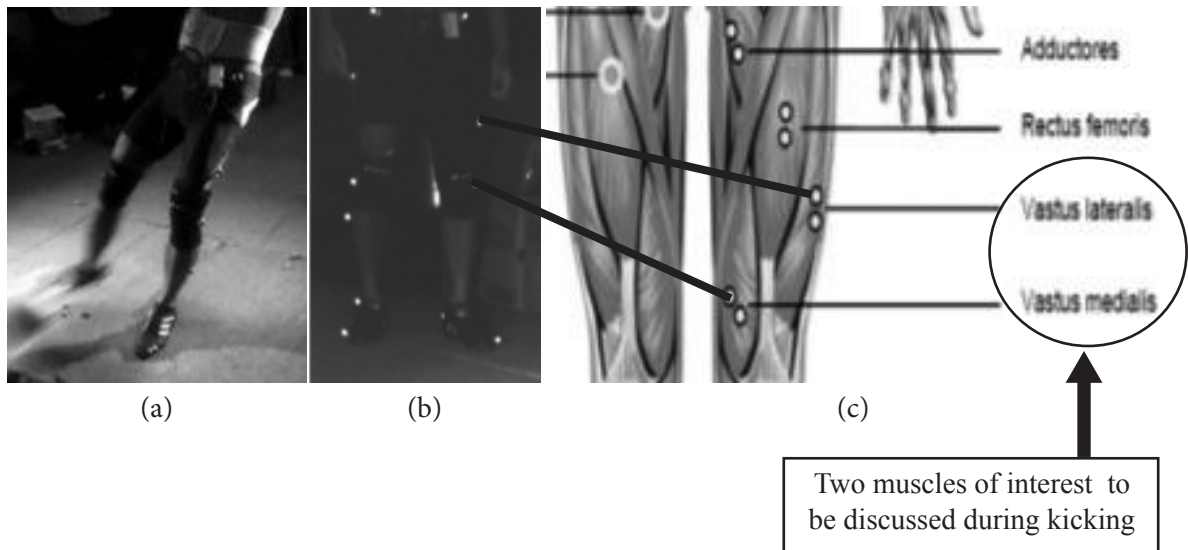 Adductores
Rectus femoris
Vastus lateralis
Vastus medialis
(a)
(b)
(c)
Two muscles of interest to
be discussed during kicking